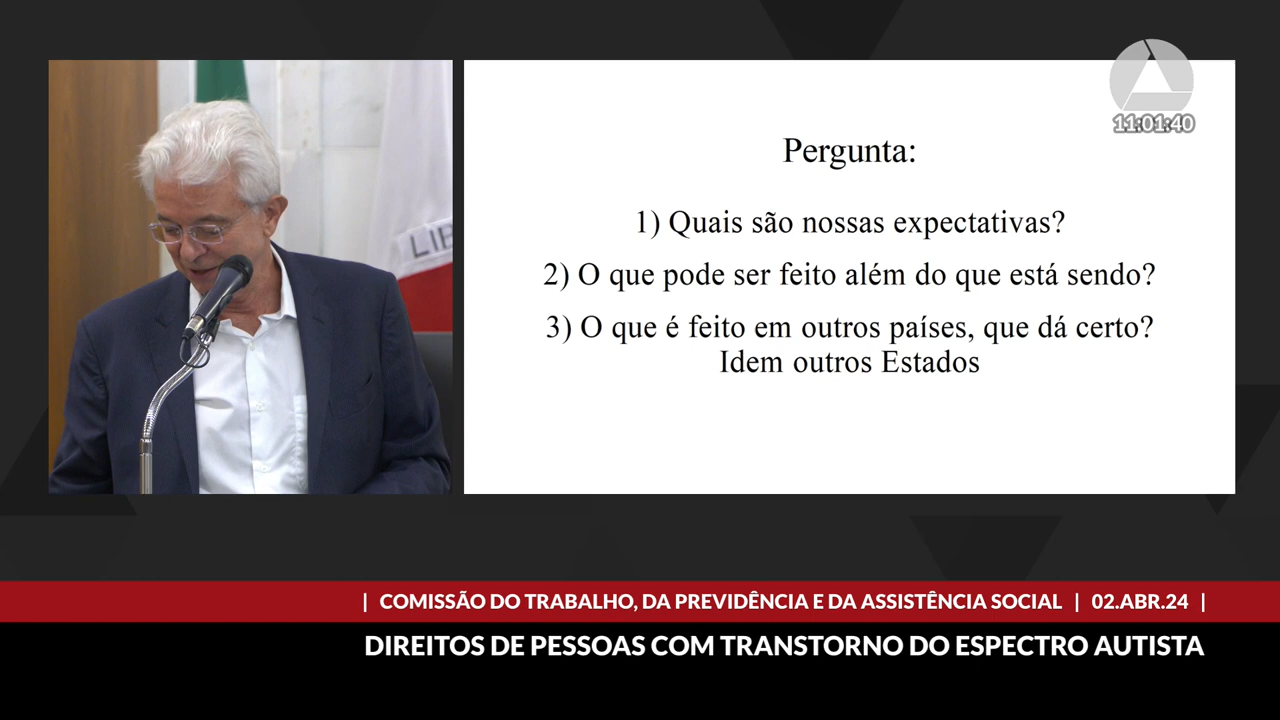 11:01:40
Pergunta:
1) Quais são nossas expectativas?
2) O que pode ser feito além do que está sendo?
3) O que é feito em outros países, que dá certo?
Idem outros Estados
LIB
| COMISSÃO DO TRABALHO, DA PREVIDÊNCIA E DA ASSISTÊNCIA SOCIAL | 02.ABR.24 |
DIREITOS DE PESSOAS COM TRANSTORNO DO ESPECTRO AUTISTA